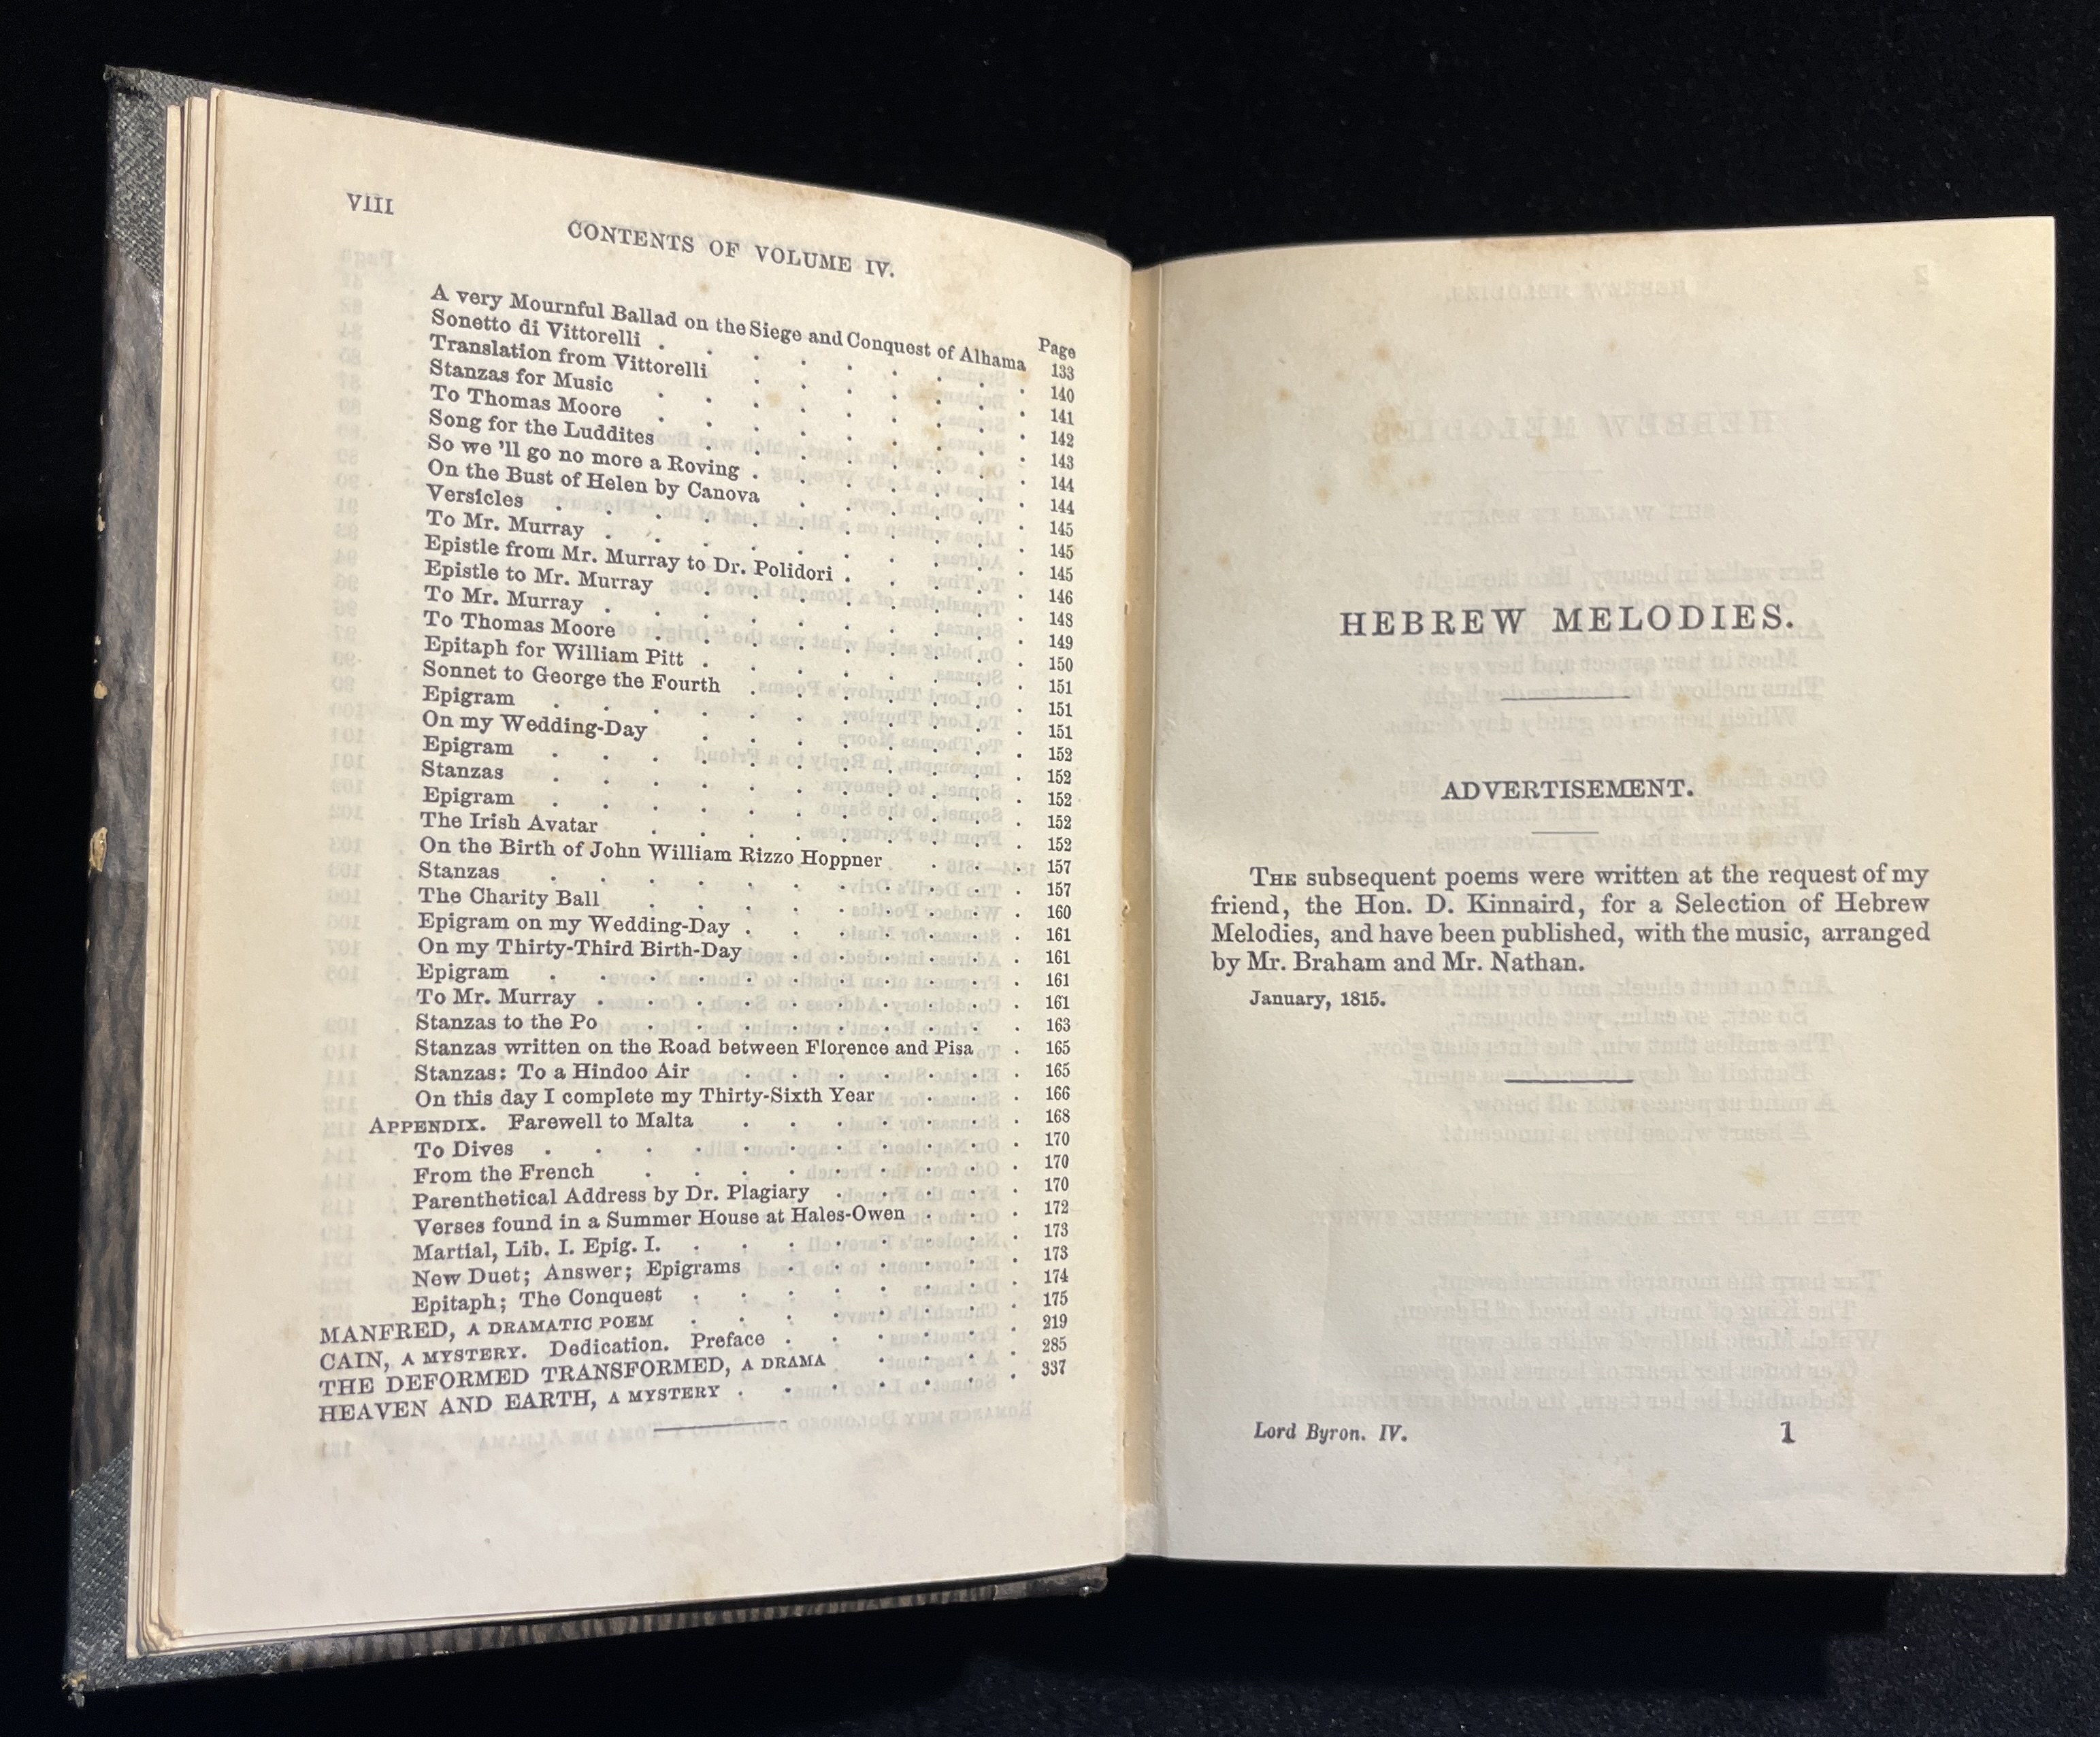 VIII
CONTENTS OF VOLUME IV.
Page
A very Mournful Ballad on the Siege and Conquest of Alhama 133
Sonetto di Vittorelli . . . . . . . . 140
Translation from Vittorelli . . . . . . 141
Stanzas for Music . . . . . . . . 142
To Thomas Moore . . . . . . . . 143
Song for the Luddites . . . . . . . 144
So we 'll go no more a Roving . . . . . . 144
On the Bust of Helen by Canova . . . . . 145
Versicles . . . . . . . . . . 145
To Mr. Murray . . . . . . . . . 145
Epistle from Mr. Murray to Dr. Polidori . . . . 146
Epistle to Mr. Murray . . . . . . . 148
To Mr. Murray . . . . . . . . . 149
To Thomas Moore . . . . . . . . 150
Epitaph for William Pitt . . . . . . . 151
Sonnet to George the Fourth . . . . . . 151
Epigram . . . . . . . . . . 151
On my Wedding-Day . . . . . . . 152
Epigram . . . . . . . . . . 152
Stanzas . . . . . . . . . . 152
Epigram . . . . . . . . . . 152
The Irish Avatar . . . . . . . . 152
On the Birth of John William Rizzo Hoppner . . . 157
Stanzas . . . . . . . . . . 157
The Charity Ball . . . . . . . . 160
Epigram on my Wedding-Day . . . . . . 161
On my Thirty-Third Birth-Day . . . . . 161
Epigram . . . . . . . . . . 161
To Mr. Murray . . . . . . . . . 161
Stanzas to the Po . . . . . . . . 163
Stanzas written on the Road between Florence and Pisa . 165
Stanzas: To a Hindoo Air . . . . . . 165
On this day I complete my Thirty-Sixth Year . . . 166
APPENDIX. Farewell to Malta . . . . . . 168
To Dives . . . . . . . . . . 170
From the French . . . . . . . . 170
Parenthetical Address by Dr. Plagiary . . . . 170
Verses found in a Summer House at Hales-Owen . . . 172
Martial, Lib. I. Epig. I. . . . . . . . 173
New Duet; Answer; Epigrams . . . . . 173
Epitaph; The Conquest . . . . . . . 174
MANFRED, A DRAMATIC POEM . . . . . . . 175
CAIN, A MYSTERY. Dedication. Preface . . . . . 219
THE DEFORMED TRANSFORMED, A DRAMA . . . . 285
HEAVEN AND EARTH, A MYSTERY . . . . . . 337
HEBREW MELODIES.
ADVERTISEMENT.
THE subsequent poems were written at the request of my
friend, the Hon. D. Kinnaird, for a Selection of Hebrew
Melodies, and have been published, with the music, arranged
by Mr. Braham and Mr. Nathan.
January, 1815.
Lord Byron. IV. 1